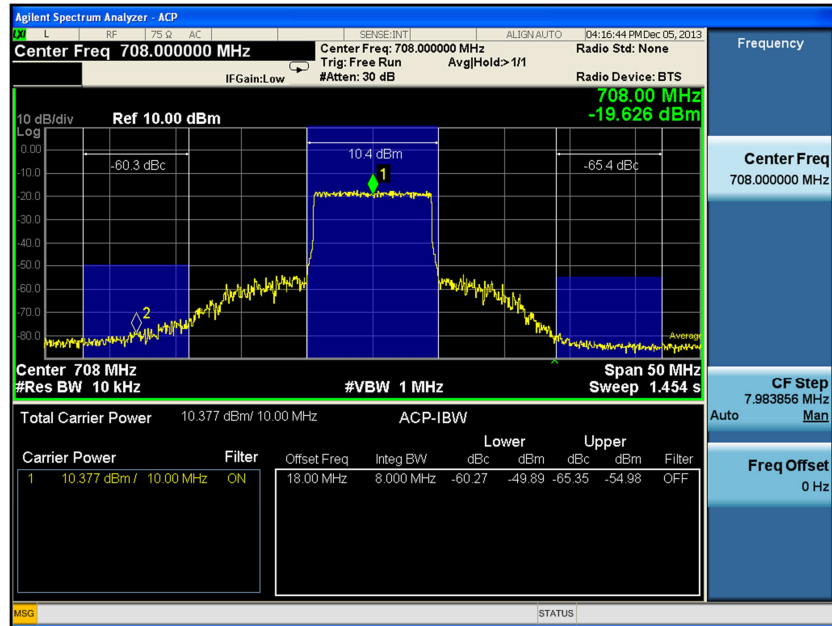 Agilent Spectrum Analyzer - ACP
LXI L RF 75 Ω AC SENSE:INT ALIGN AUTO 04:16:44 PM Dec 05, 2013
Center Freq 708.000000 MHz
Center Freq: 708.000000 MHz
Radio Std: None
Trig: Free Run Avg|Hold:>1/1
IFGain:Low #Atten: 30 dB Radio Device: BTS
708.00 MHz
-19.626 dBm
10 dB/div Ref 10.00 dBm
Log
0.00
-10.0
-20.0
-30.0
-40.0
-50.0
-60.0
-70.0
-80.0
-60.3 dBc
10.4 dBm
-65.4 dBc
1
2
Average
Center 708 MHz Span 50 MHz
#Res BW 10 kHz #VBW 1 MHz Sweep 1.454 s
Total Carrier Power 10.377 dBm/ 10.00 MHz ACP-IBW
Lower Upper
Carrier Power Filter Offset Freq Integ BW dBc dBm dBc dBm Filter
1 10.377 dBm / 10.00 MHz ON 18.00 MHz 8.000 MHz -60.27 -49.89 -65.35 -54.98 OFF
Frequency
Center Freq
708.000000 MHz
CF Step
7.983856 MHz
Auto Man
Freq Offset
0 Hz
MSG STATUS